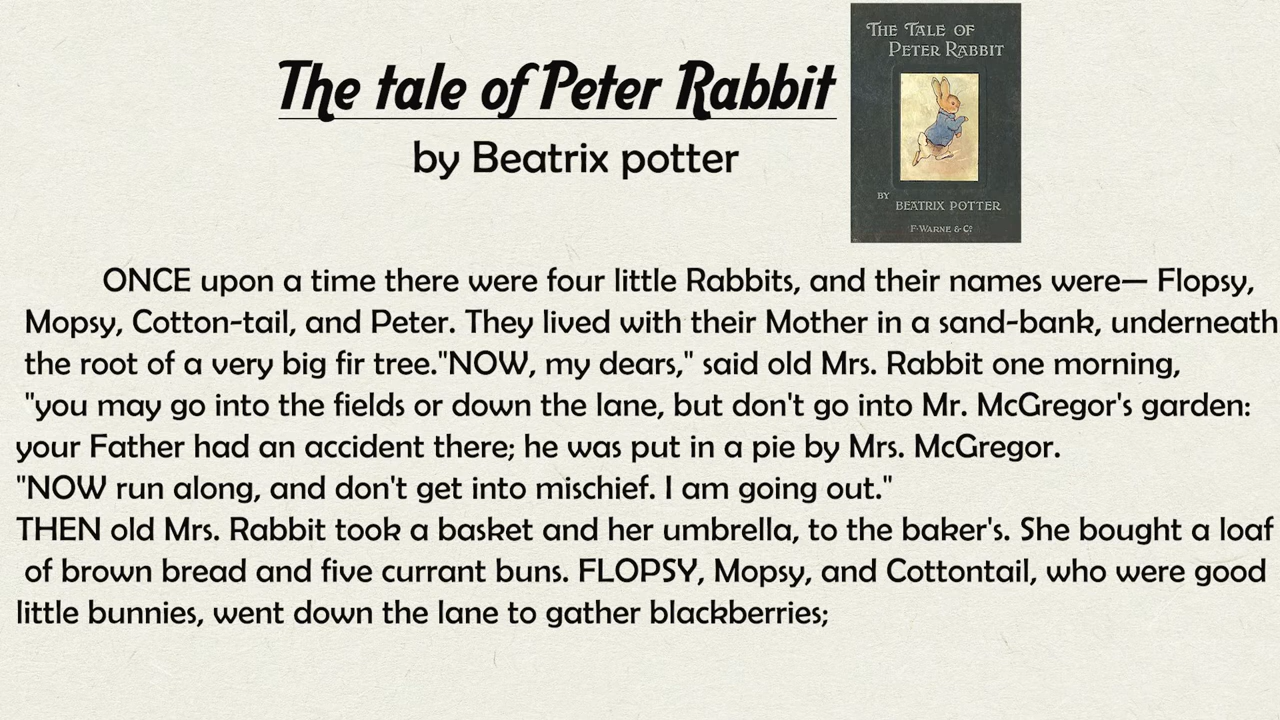 The tale of Peter Rabbit
by Beatrix potter
THE TALE OF
PETER RABBIT
BY
BEATRIX POTTER
F. WARNE & Co
ONCE upon a time there were four little Rabbits, and their names were— Flopsy,
Mopsy, Cotton-tail, and Peter. They lived with their Mother in a sand-bank, underneath
the root of a very big fir tree."NOW, my dears," said old Mrs. Rabbit one morning,
"you may go into the fields or down the lane, but don't go into Mr. McGregor's garden:
your Father had an accident there; he was put in a pie by Mrs. McGregor.
"NOW run along, and don't get into mischief. I am going out."
THEN old Mrs. Rabbit took a basket and her umbrella, to the baker's. She bought a loaf
of brown bread and five currant buns. FLOPSY, Mopsy, and Cottontail, who were good
little bunnies, went down the lane to gather blackberries;